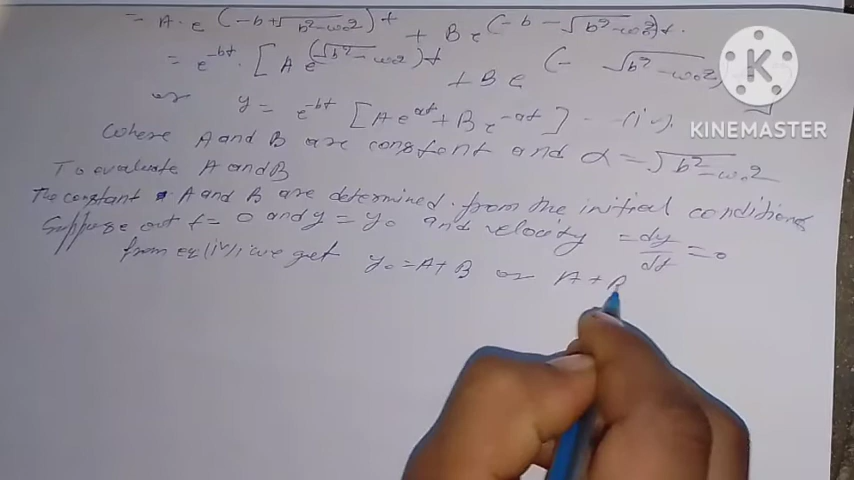 = A · e (-b+√b²-ω₀²)t + B e (-b-√b²-ω₀²)t.
= e^-bt · [A e^(√b²-ω₀²)t + B e^(-√b²-ω₀²)
or y = e^-bt [A e^αt + B e^-αt] - - (iv).
Where A and B are constant and α = √b²-ω₀²
To evaluate A and B
The constant A and B are determined from the initial conditions
Suppose out t = 0 and y = y₀ and velocity = dy/dt = 0
from eq (iv), we get y₀ = A+B or A+B
K
KINEMASTER